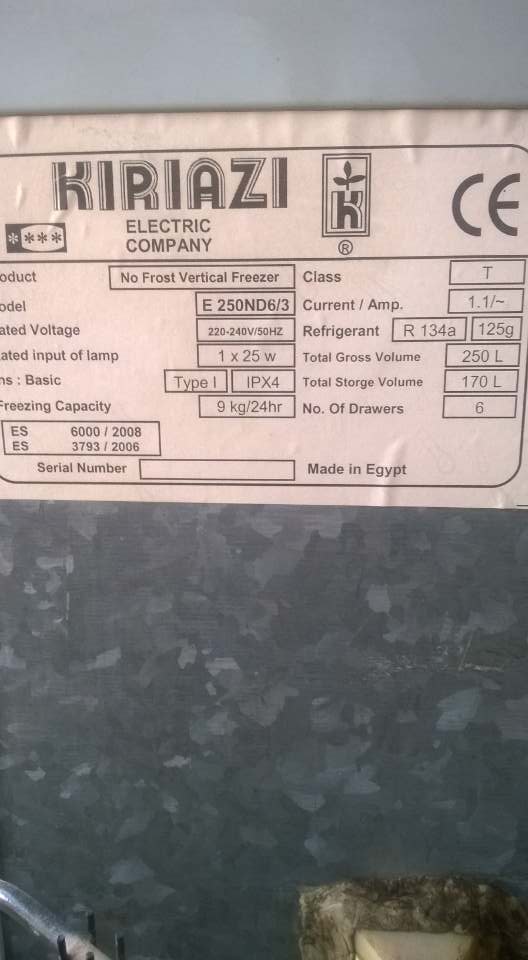 KIRIAZI
ELECTRIC
COMPANY
****
K
®
CE
oduct No Frost Vertical Freezer Class T
odel E 250ND6/3 Current / Amp. 1.1/~
ated Voltage 220-240V/50HZ Refrigerant R 134a 125g
ated input of lamp 1 x 25 w Total Gross Volume 250 L
ns : Basic Type I IPX4 Total Storge Volume 170 L
Freezing Capacity 9 kg/24hr No. Of Drawers 6
ES 6000 / 2008
ES 3793 / 2006
Serial Number Made in Egypt